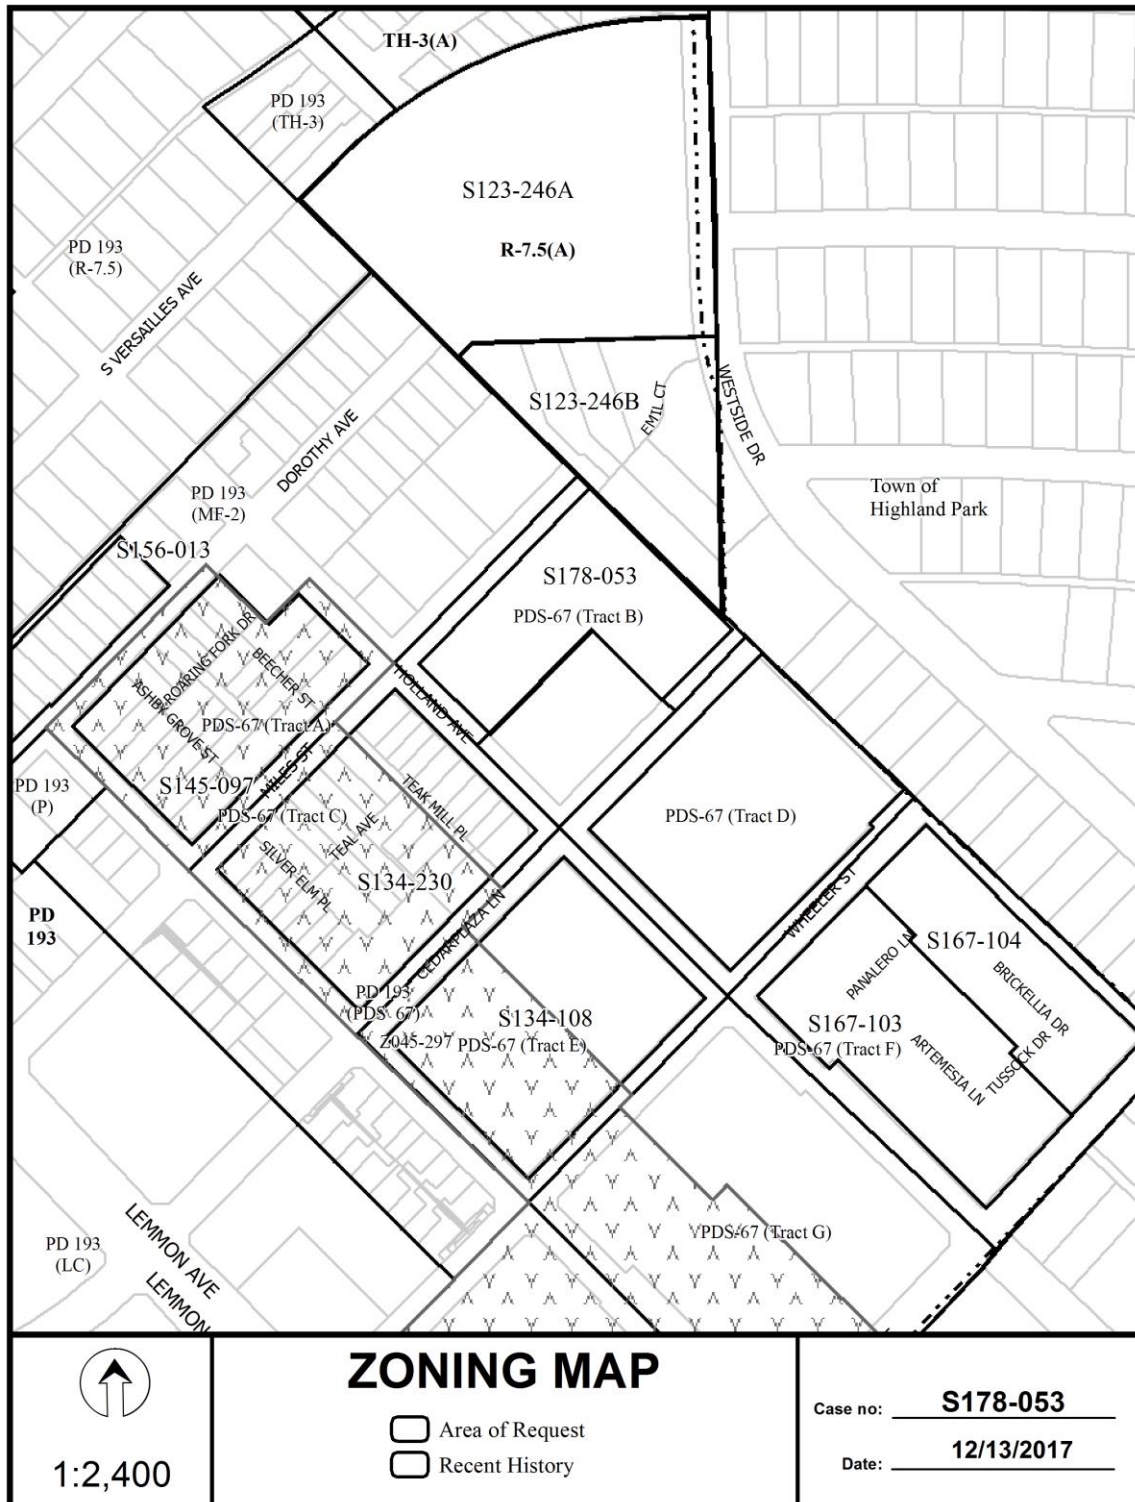 TH-3(A)
PD 193
(TH-3)
S123-246A
R-7.5(A)
PD 193
(R-7.5)
S VERSAILLES AVE
S123-246B
EMIL CT
WESTSIDE DR
DOROTHY AVE
Town of
Highland Park
PD 193
(MF-2)
S156-013
S178-053
PDS-67 (Tract B)
ROARING FORK DR
BEECHER ST
ASHBY GROVE ST
HOLLAND AVE
PDS-67 (Tract A)
MILES ST
S145-097
PD 193
(P)
PDS-67 (Tract C)
TEAK MILL PL
TEAL AVE
SILVER ELM PL
S134-230
PDS-67 (Tract D)
CEDARPLAZA LN
WHEELER ST
PD
193
S167-104
PANALERO LN
BRICKELLIA DR
PD 193
(PDS 67)
S134-108
Z045-297
PDS-67 (Tract E)
S167-103
PDS-67 (Tract F)
ARTEMESIA LN
TUSSOCK DR
PDS-67 (Tract G)
PD 193
(LC)
LEMMON AVE
LEMMON
1:2,400
ZONING MAP
Area of Request
Recent History
Case no: S178-053
Date: 12/13/2017